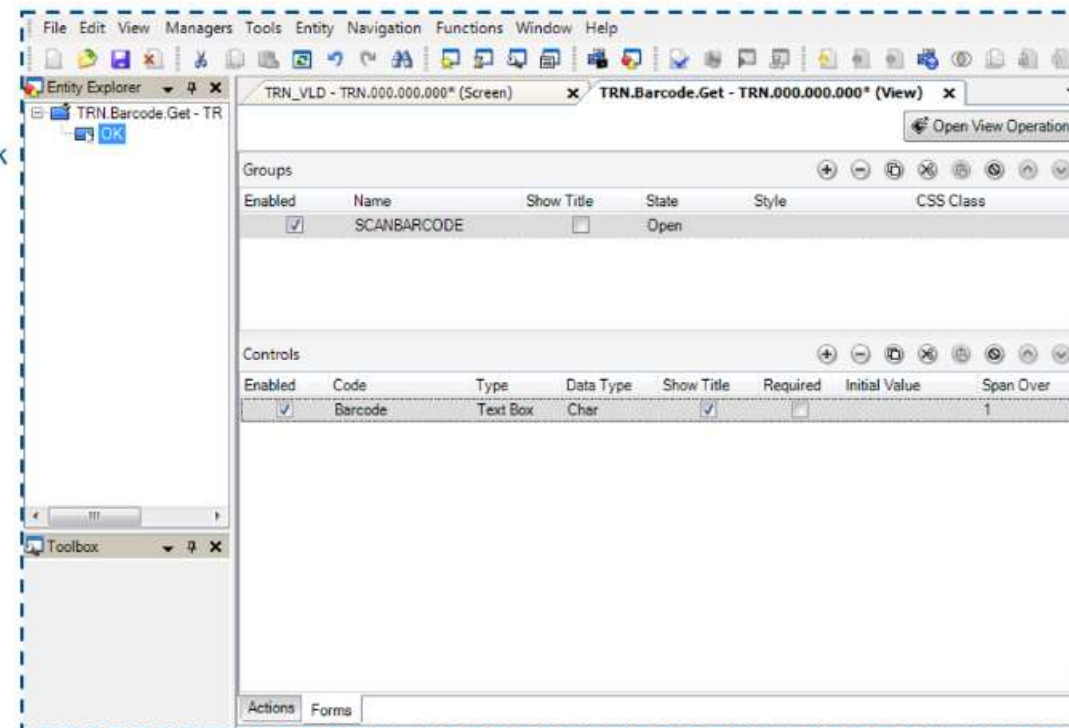 File Edit View Managers Tools Entity Navigation Functions Window Help
Entity Explorer
TRN_VLD - TRN.000.000.000* (Screen) TRN.Barcode.Get - TRN.000.000.000* (View)
TRN.Barcode.Get - TR
OK
Open View Operation
Groups
Enabled Name Show Title State Style CSS Class
SCANBARCODE Open
Controls
Enabled Code Type Data Type Show Title Required Initial Value Span Over
Barcode Text Box Char 1
Toolbox
Actions Forms